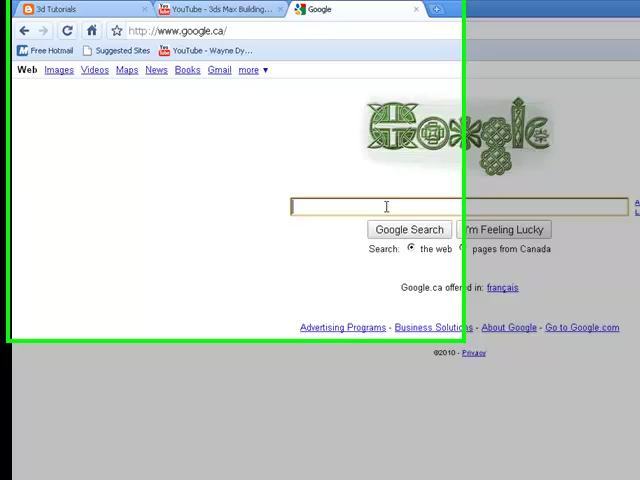 3d Tutorials YouTube - 3ds Max Building... Google
http://www.google.ca/
Free Hotmail Suggested Sites YouTube - Wayne Dy...
Web Images Videos Maps News Books Gmail more ▼
Google
Google Search I'm Feeling Lucky
Search: the web pages from Canada
Google.ca offered in: français
Advertising Programs - Business Solutions - About Google - Go to Google.com
©2010 - Privacy